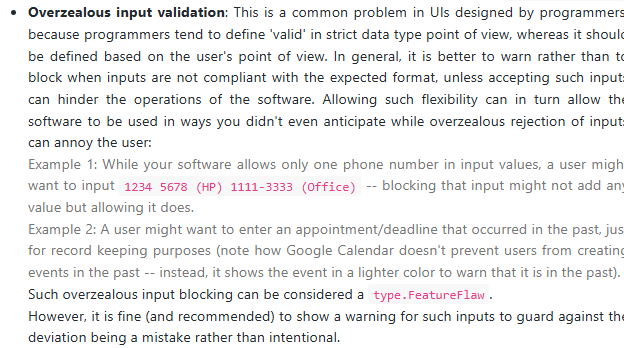 Overzealous input validation: This is a common problem in UIs designed by programmers
because programmers tend to define 'valid' in strict data type point of view, whereas it
be defined based on the user's point of view. In general, it is better to warn rather than
block when inputs are not compliant with the expected format, unless accepting such
can hinder the operations of the software. Allowing such flexibility can in turn allow
software to be used in ways you didn't even anticipate while overzealous rejection of
can annoy the user:
Example 1: While your software allows only one phone number in input values, a user
want to input 1234 5678 (HP) 1111-3333 (Office) -- blocking that input might not add
value but allowing it does.
Example 2: A user might want to enter an appointment/deadline that occurred in the past,
for record keeping purposes (note how Google Calendar doesn't prevent users from
events in the past -- instead, it shows the event in a lighter color to warn that it is in the past).
Such overzealous input blocking can be considered a type.FeatureFlaw.
However, it is fine (and recommended) to show a warning for such inputs to guard against
deviation being a mistake rather than intentional.